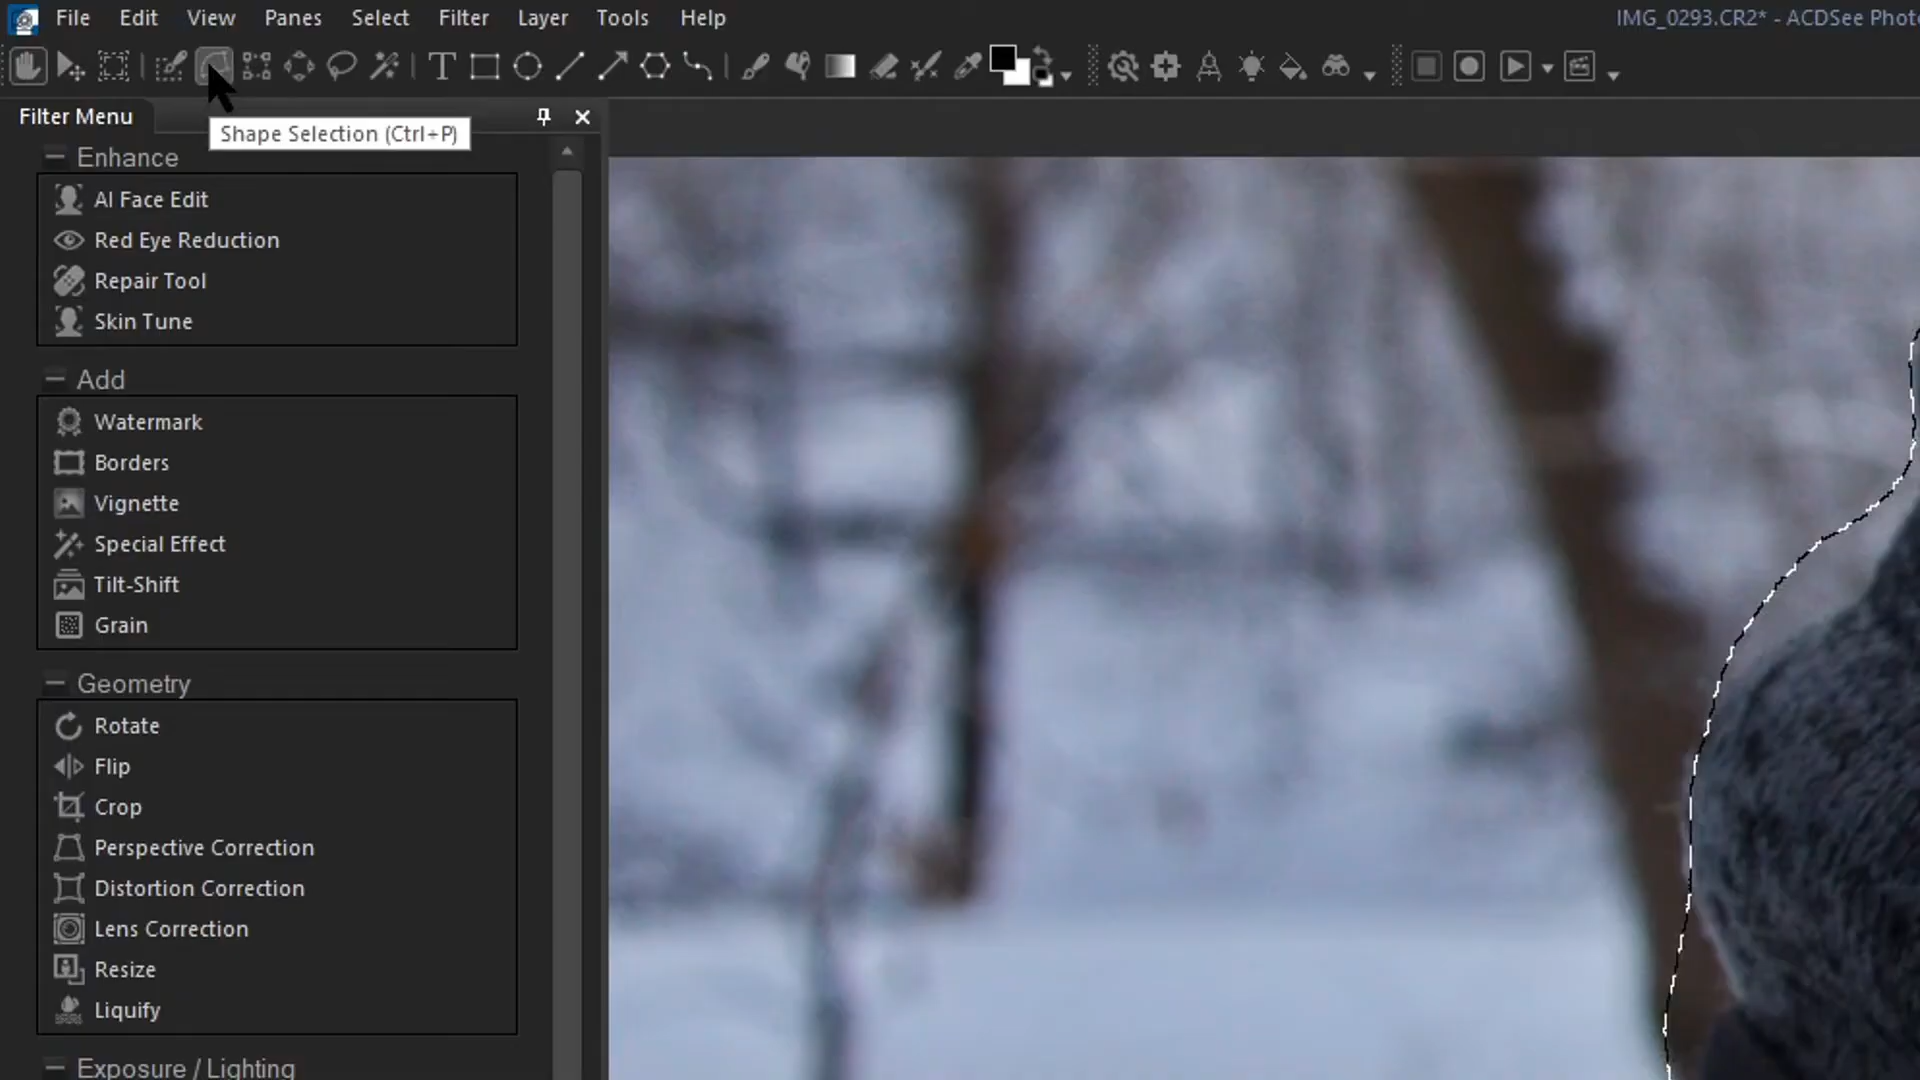 File Edit View Panes Select Filter Layer Tools Help
IMG_0293.CR2* - ACDSee Photo
Filter Menu
Shape Selection (Ctrl+P)
Enhance
AI Face Edit
Red Eye Reduction
Repair Tool
Skin Tune
Add
Watermark
Borders
Vignette
Special Effect
Tilt-Shift
Grain
Geometry
Rotate
Flip
Crop
Perspective Correction
Distortion Correction
Lens Correction
Resize
Liquify
Exposure / Lighting